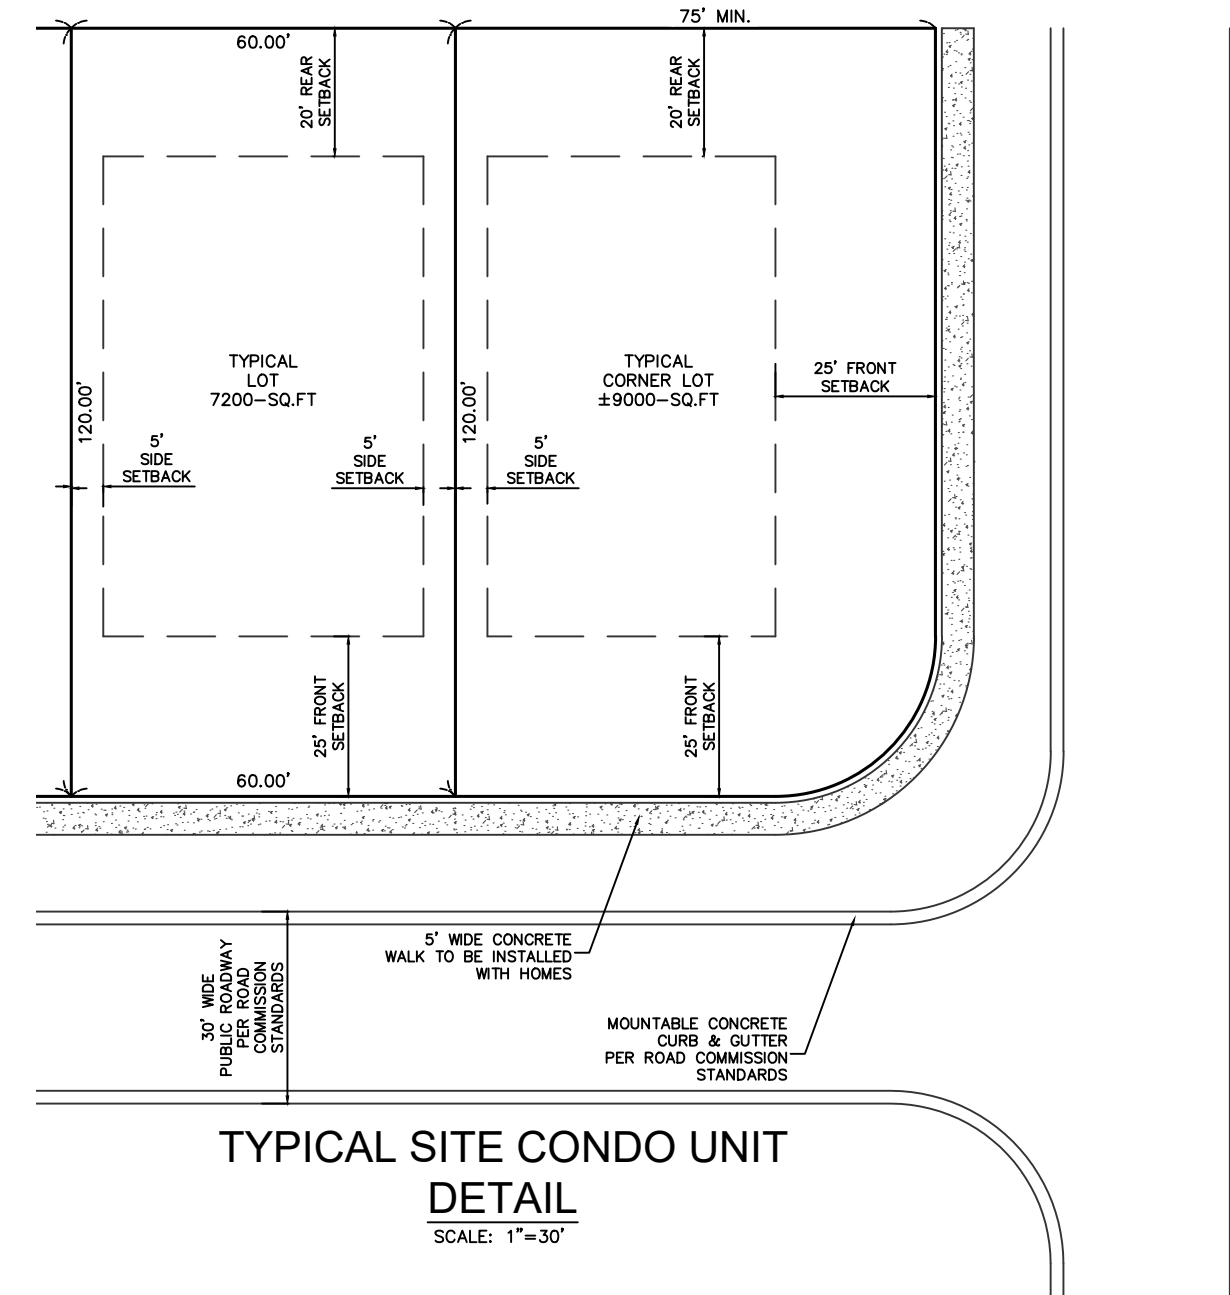 75' MIN.
60.00'
20' REAR
SETBACK
20' REAR
SETBACK
TYPICAL
LOT
7200-SQ.FT
TYPICAL
CORNER LOT
±9000-SQ.FT
25' FRONT
SETBACK
120.00'
120.00'
5'
SIDE
SETBACK
5'
SIDE
SETBACK
5'
SIDE
SETBACK
25' FRONT
SETBACK
25' FRONT
SETBACK
60.00'
5' WIDE CONCRETE
WALK TO BE INSTALLED
WITH HOMES
30' WIDE
PUBLIC ROADWAY
PER ROAD
COMMISSION
STANDARDS
MOUNTABLE CONCRETE
CURB & GUTTER
PER ROAD COMMISSION
STANDARDS
TYPICAL SITE CONDO UNIT
DETAIL
SCALE: 1"=30'